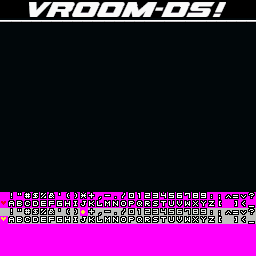 VROOM-DS!
!"#$%&'()*+,-./0123456789:;<=>?
ABCDEFGHIJKLMNOPQRSTUVWXYZ[ ](_
!"#$%&'() +,-./0123456789:;<=>?
ABCDEFGHIJKLMNOPQRSTUVWXYZ[ ](_